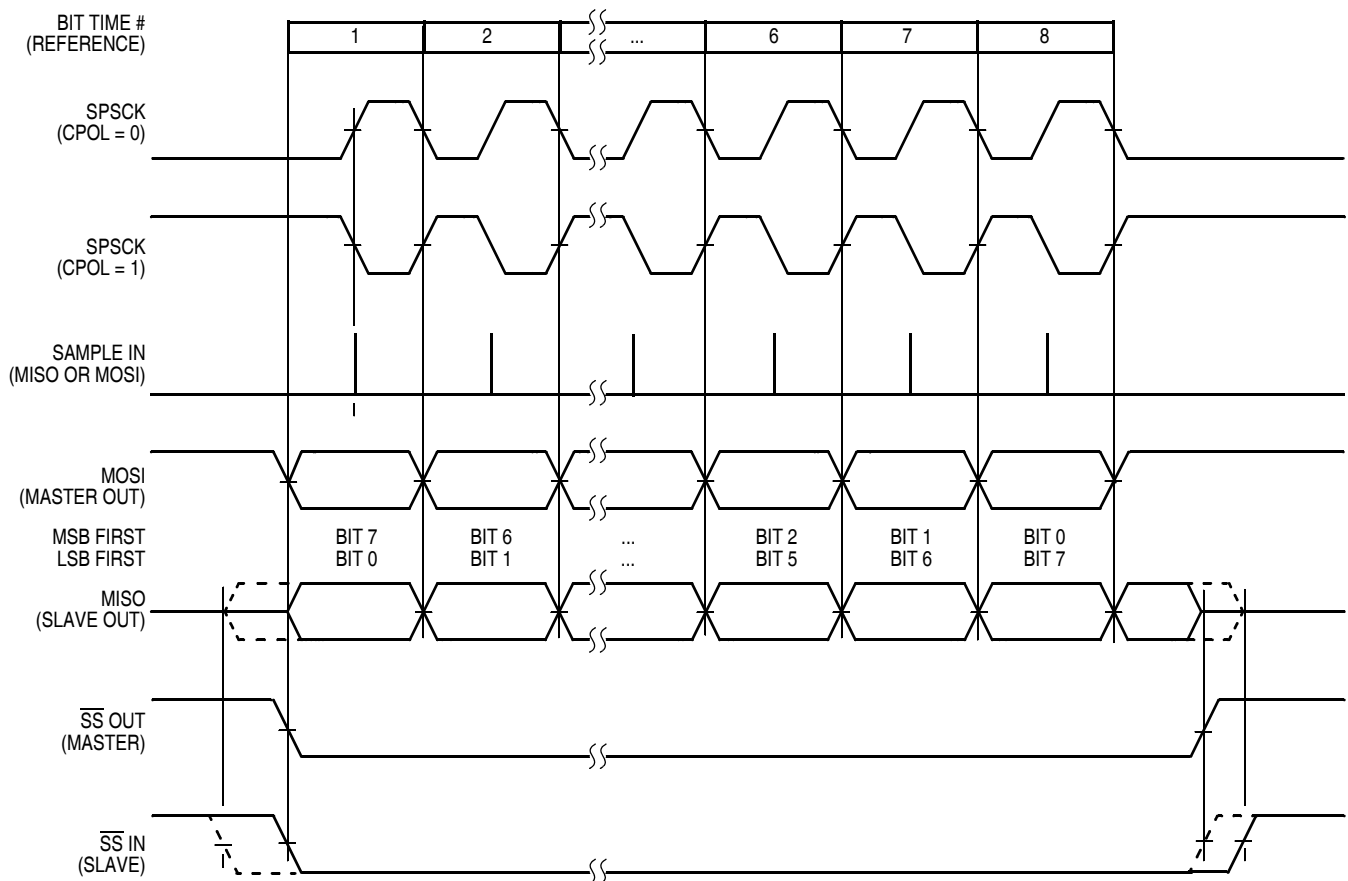 BIT TIME #
(REFERENCE)
1 2 ... 6 7 8
SPSCK
(CPOL = 0)
SPSCK
(CPOL = 1)
SAMPLE IN
(MISO OR MOSI)
MOSI
(MASTER OUT)
MSB FIRST BIT 7 BIT 6 ... BIT 2 BIT 1 BIT 0
LSB FIRST BIT 0 BIT 1 ... BIT 5 BIT 6 BIT 7
MISO
(SLAVE OUT)
S̅S̅ OUT
(MASTER)
S̅S̅ IN
(SLAVE)